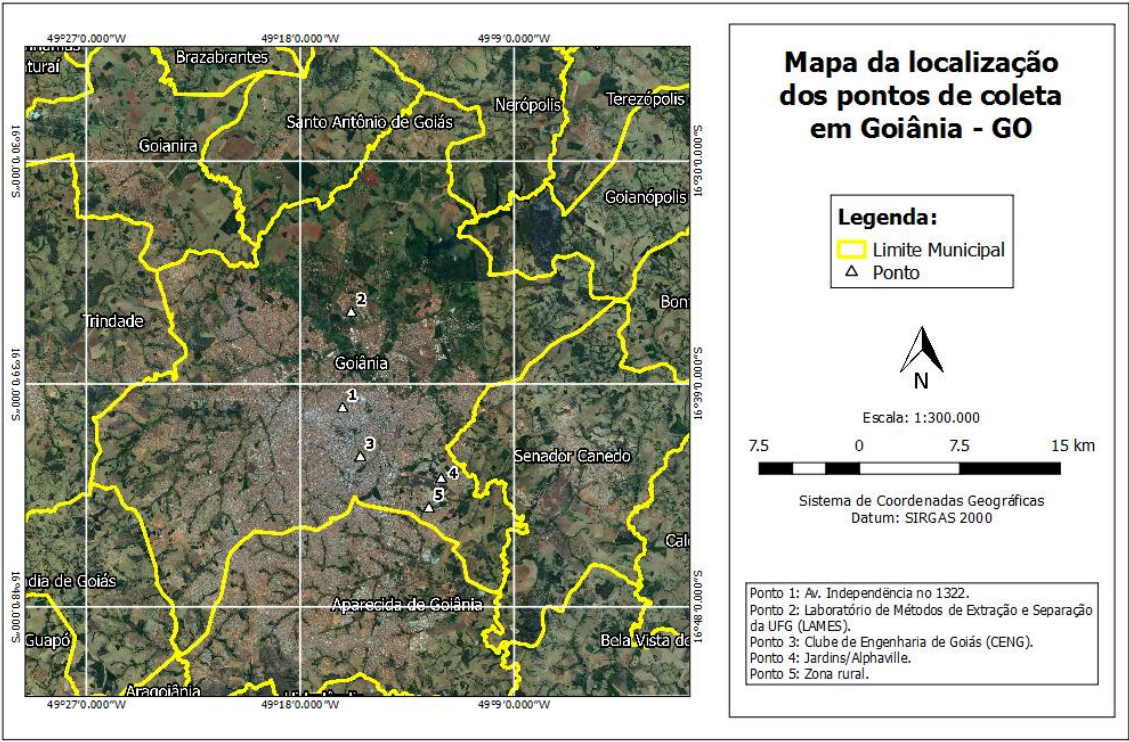 49°27'0.000"W
49°18'0.000"W
49°9'0.000"W
Brazabrantes
Nerópolis
Terezópolis
Santo Antônio de Goiás
Goianira
16°30'0.000"S
16°30'0.000"S
Goianópolis
2
Trindade
Goiânia
16°39'0.000"S
16°39'0.000"S
1
3
Senador Canedo
4
5
dia de Goiás
Aparecida de Goiânia
16°48'0.000"S
16°48'0.000"S
Guapó
Bela Vista de
Aragoiânia
49°27'0.000"W
49°18'0.000"W
49°9'0.000"W
Mapa da localização
dos pontos de coleta
em Goiânia - GO
Legenda:
Limite Municipal
Ponto
N
Escala: 1:300.000
7.5 0 7.5 15 km
Sistema de Coordenadas Geográficas
Datum: SIRGAS 2000
Ponto 1: Av. Independência no 1322.
Ponto 2: Laboratório de Métodos de Extração e Separação
da UFG (LAMES).
Ponto 3: Clube de Engenharia de Goiás (CENG).
Ponto 4: Jardins/Alphaville.
Ponto 5: Zona rural.